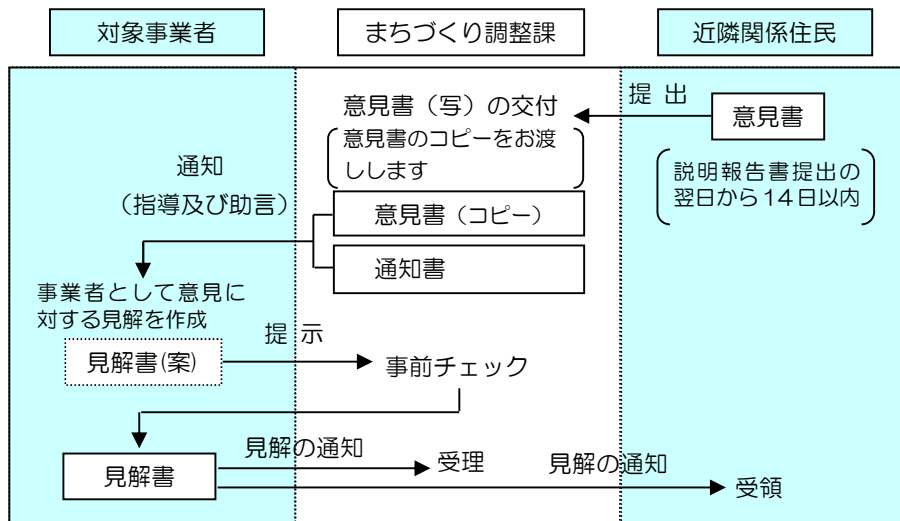 対象事業者
まちづくり調整課
近隣関係住民
提 出
意見書
説明報告書提出の
翌日から14日以内
意見書（写）の交付
意見書のコピーをお渡
しします
意見書（コピー）
通知書
通知
（指導及び助言）
事業者として意見に
対する見解を作成
見解書(案)
提 示
事前チェック
見解書
見解の通知
受理
見解の通知
受領